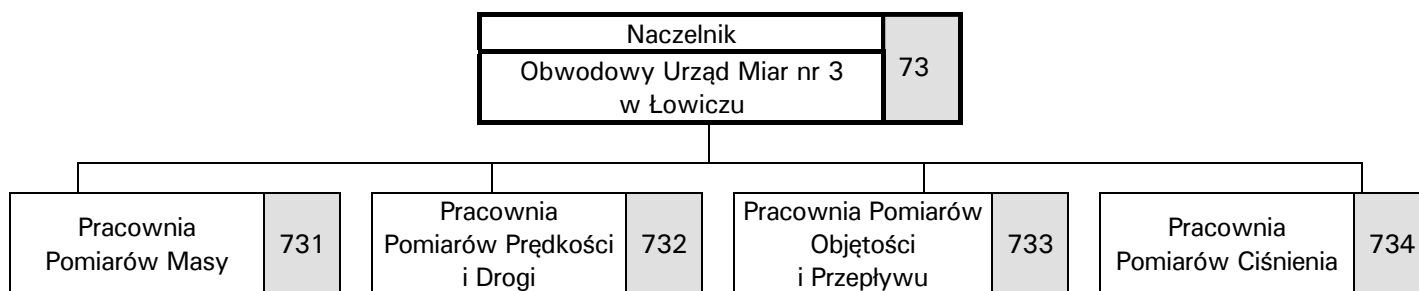 Naczelnik
Obwodowy Urząd Miar nr 3
w Łowiczu
73
Pracownia
Pomiarów Masy
731
Pracownia
Pomiarów Prędkości
i Drogi
732
Pracownia Pomiarów
Objętości
i Przepływu
733
Pracownia
Pomiarów Ciśnienia
734